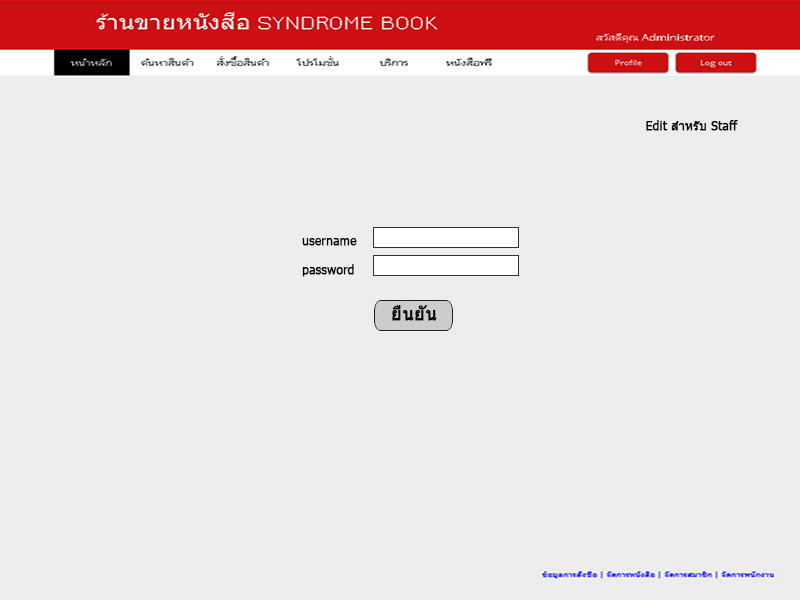 ร้านขายหนังสือ SYNDROME BOOK
สวัสดีคุณ Administrator
หน้าหลัก ค้นหาสินค้า สั่งซื้อสินค้า โปรโมชั่น บริการ หนังสือฟรี Profile Log out
Edit สำหรับ Staff
username
password
ยืนยัน
ข้อมูลการสั่งซื้อ | จัดการหนังสือ | จัดการสมาชิก | จัดการพนักงาน